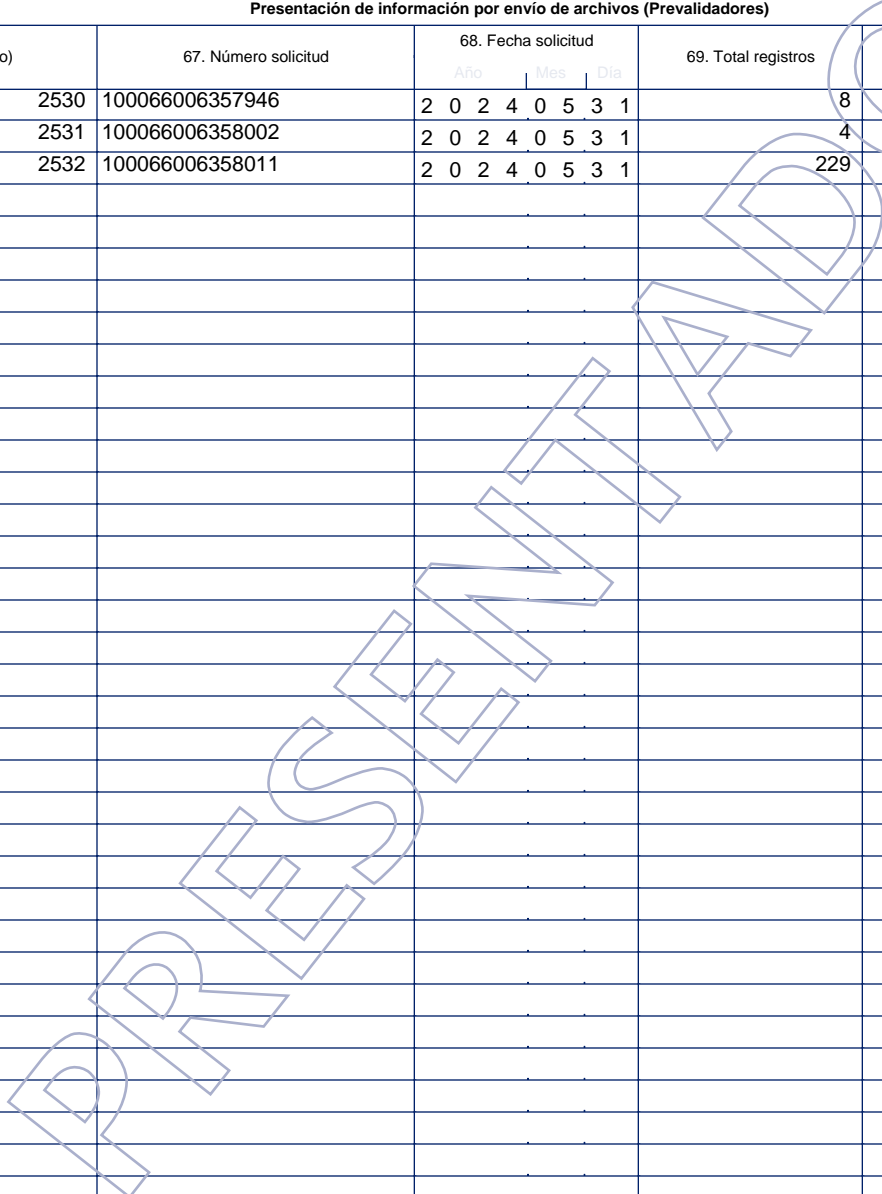 Presentación de información por envío de archivos (Prevalidadores)
o) 67. Número solicitud 68. Fecha solicitud 69. Total registros
Año Mes Día
2530 100066006357946 2 0 2 4 0 5 3 1 8
2531 100066006358002 2 0 2 4 0 5 3 1 4
2532 100066006358011 2 0 2 4 0 5 3 1 229
PRESENTADO